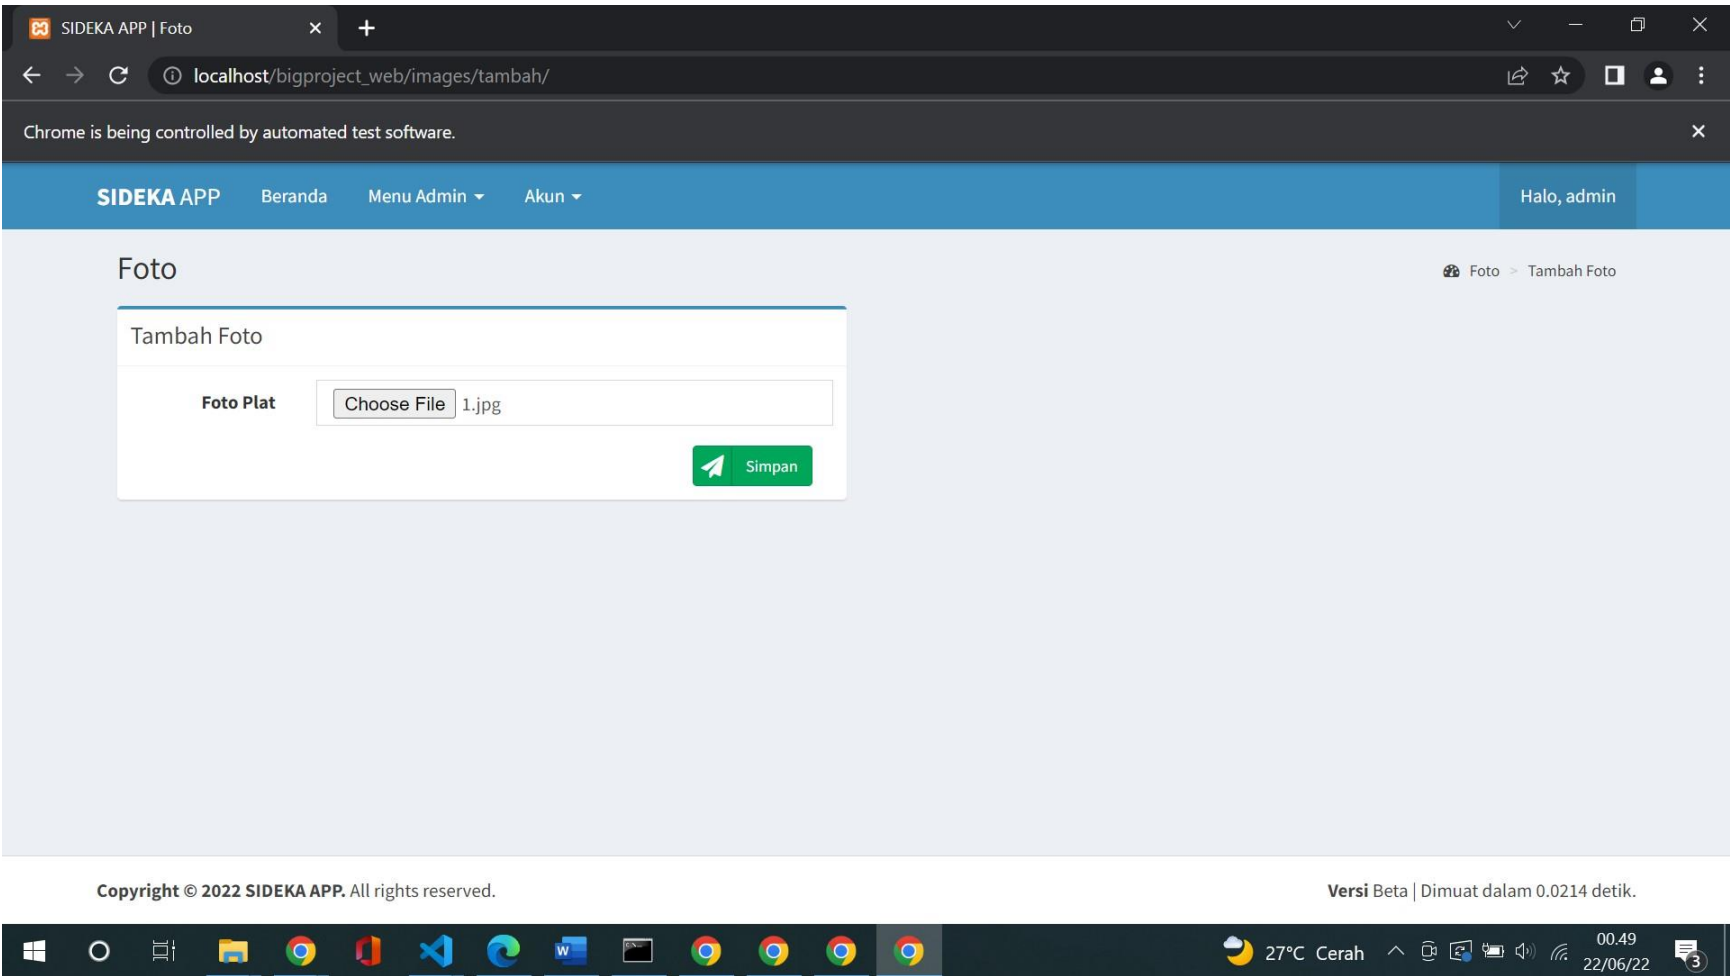 SIDEKA APP | Foto
localhost/bigproject_web/images/tambah/
Chrome is being controlled by automated test software.
SIDEKA APP Beranda Menu Admin Akun Halo, admin
Foto
Foto > Tambah Foto
Tambah Foto
Foto Plat Choose File 1.jpg
Simpan
Copyright © 2022 SIDEKA APP. All rights reserved. Versi Beta | Dimuat dalam 0.0214 detik.
27°C Cerah
00.49
22/06/22
3